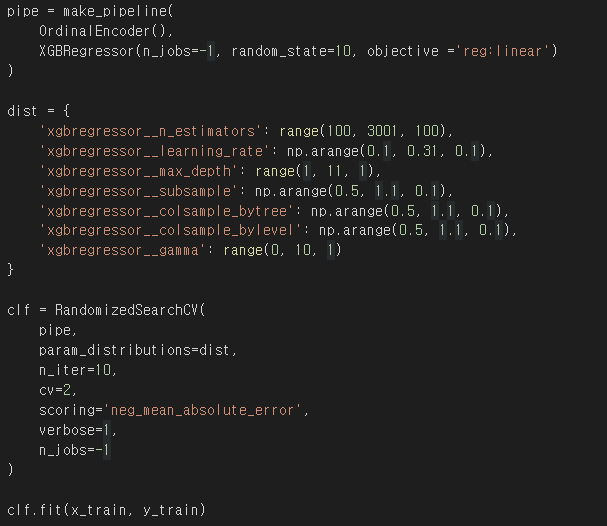 pipe = make_pipeline(
    OrdinalEncoder(),
    XGBRegressor(n_jobs=-1, random_state=10, objective ='reg:linear')
)

dist = {
    'xgbregressor__n_estimators': range(100, 3001, 100),
    'xgbregressor__learning_rate': np.arange(0.1, 0.31, 0.1),
    'xgbregressor__max_depth': range(1, 11, 1),
    'xgbregressor__subsample': np.arange(0.5, 1.1, 0.1),
    'xgbregressor__colsample_bytree': np.arange(0.5, 1.1, 0.1),
    'xgbregressor__colsample_bylevel': np.arange(0.5, 1.1, 0.1),
    'xgbregressor__gamma': range(0, 10, 1)
}

clf = RandomizedSearchCV(
    pipe,
    param_distributions=dist,
    n_iter=10,
    cv=2,
    scoring='neg_mean_absolute_error',
    verbose=1,
    n_jobs=-1
)

clf.fit(x_train, y_train)